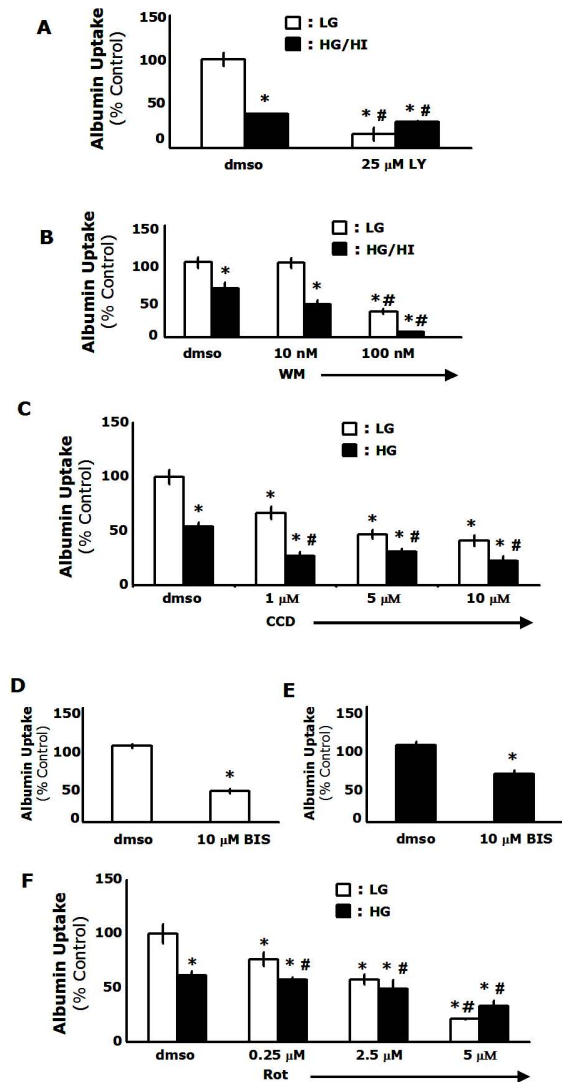 A
Albumin Uptake
(% Control)
150
100
50
0
: LG
: HG/HI
*
* #
* #
dmso
25 μM LY
B
Albumin Uptake
(% Control)
150
100
50
0
: LG
: HG/HI
*
*
*#
*#
dmso
10 nM
100 nM
WM
C
Albumin Uptake
(% Control)
150
100
50
0
: LG
: HG
*
*
* #
*
* #
*
* #
dmso
1 μM
5 μM
10 μM
CCD
D
Albumin Uptake
(% Control)
150
100
50
0
*
dmso
10 μM BIS
E
Albumin Uptake
(% Control)
150
100
50
0
*
dmso
10 μM BIS
F
Albumin Uptake
(% Control)
150
100
50
0
: LG
: HG
*
*
* #
*
* #
*#
* #
dmso
0.25 μM
2.5 μM
5 μM
Rot